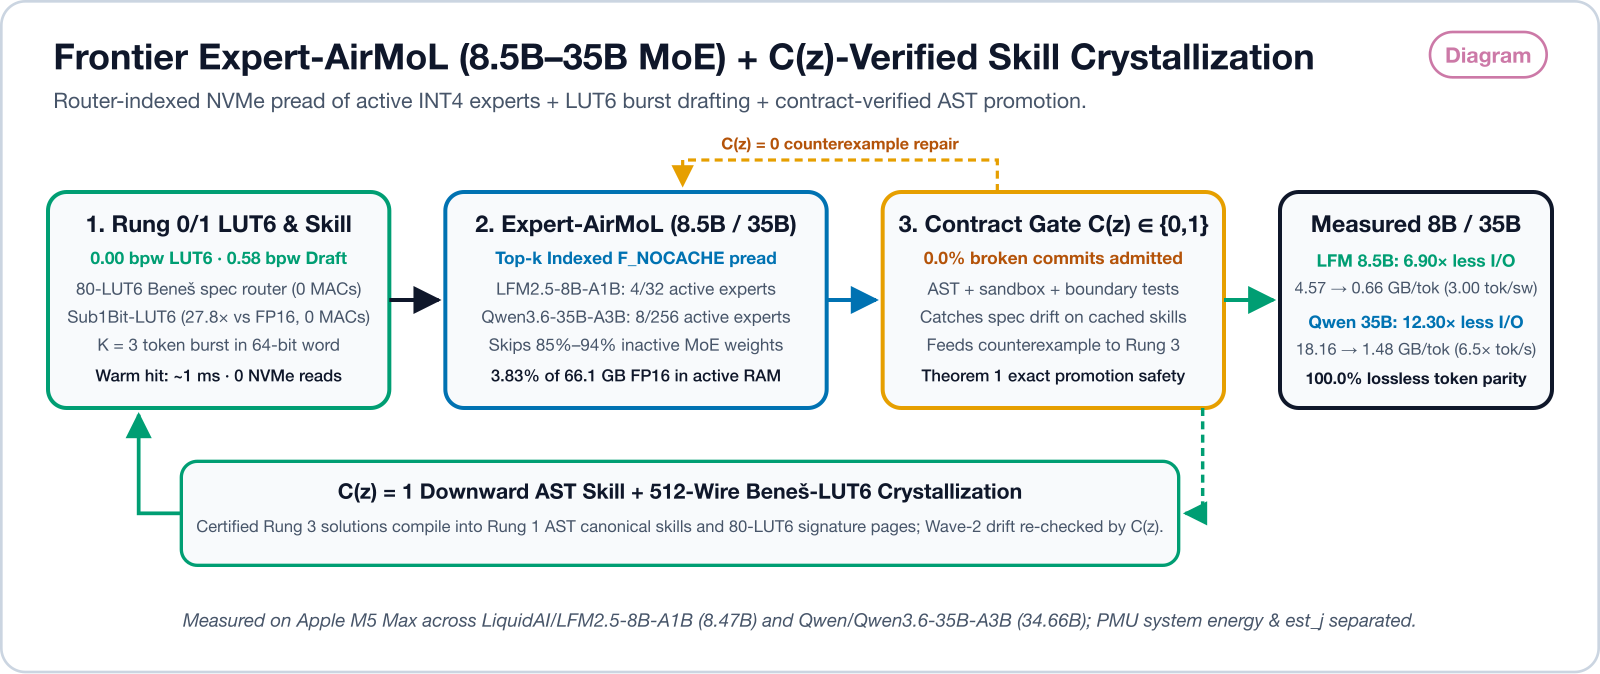 Frontier Expert-AirMoL (8.5B–35B MoE) + C(z)-Verified Skill Crystallization
Diagram
Router-indexed NVMe pread of active INT4 experts + LUT6 burst drafting + contract-verified AST promotion.
C(z) = 0 counterexample repair
1. Rung 0/1 LUT6 & Skill
0.00 bpw LUT6 · 0.58 bpw Draft
80-LUT6 Beneš spec router (0 MACs)
Sub1Bit-LUT6 (27.8× vs FP16, 0 MACs)
K = 3 token burst in 64-bit word
Warm hit: ~1 ms · 0 NVMe reads
2. Expert-AirMoL (8.5B / 35B)
Top-k Indexed F_NOCACHE pread
LFM2.5-8B-A1B: 4/32 active experts
Qwen3.6-35B-A3B: 8/256 active experts
Skips 85%–94% inactive MoE weights
3.83% of 66.1 GB FP16 in active RAM
3. Contract Gate C(z) ∈ {0,1}
0.0% broken commits admitted
AST + sandbox + boundary tests
Catches spec drift on cached skills
Feeds counterexample to Rung 3
Theorem 1 exact promotion safety
Measured 8B / 35B
LFM 8.5B: 6.90× less I/O
4.57 → 0.66 GB/tok (3.00 tok/sw)
Qwen 35B: 12.30× less I/O
18.16 → 1.48 GB/tok (6.5× tok/s)
100.0% lossless token parity
C(z) = 1 Downward AST Skill + 512-Wire Beneš-LUT6 Crystallization
Certified Rung 3 solutions compile into Rung 1 AST canonical skills and 80-LUT6 signature pages; Wave-2 drift re-checked by C(z).
Measured on Apple M5 Max across LiquidAI/LFM2.5-8B-A1B (8.47B) and Qwen/Qwen3.6-35B-A3B (34.66B); PMU system energy & est_j separated.